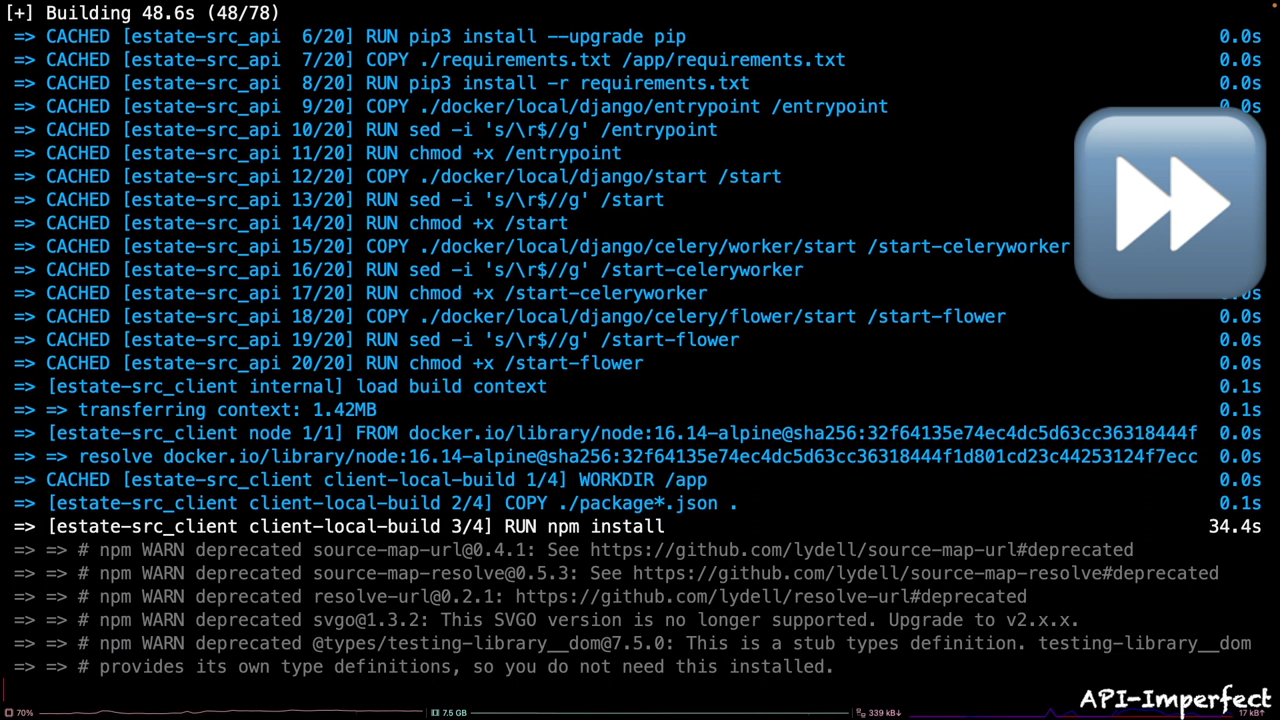 [+] Building 48.6s (48/78)
=> CACHED [estate-src_api  6/20] RUN pip3 install --upgrade pip 0.0s
=> CACHED [estate-src_api  7/20] COPY ./requirements.txt /app/requirements.txt 0.0s
=> CACHED [estate-src_api  8/20] RUN pip3 install -r requirements.txt 0.0s
=> CACHED [estate-src_api  9/20] COPY ./docker/local/django/entrypoint /entrypoint 0.0s
=> CACHED [estate-src_api 10/20] RUN sed -i 's/\r$//g' /entrypoint
=> CACHED [estate-src_api 11/20] RUN chmod +x /entrypoint
=> CACHED [estate-src_api 12/20] COPY ./docker/local/django/start /start
=> CACHED [estate-src_api 13/20] RUN sed -i 's/\r$//g' /start
=> CACHED [estate-src_api 14/20] RUN chmod +x /start
=> CACHED [estate-src_api 15/20] COPY ./docker/local/django/celery/worker/start /start-celeryworker
=> CACHED [estate-src_api 16/20] RUN sed -i 's/\r$//g' /start-celeryworker
=> CACHED [estate-src_api 17/20] RUN chmod +x /start-celeryworker 0.0s
=> CACHED [estate-src_api 18/20] COPY ./docker/local/django/celery/flower/start /start-flower 0.0s
=> CACHED [estate-src_api 19/20] RUN sed -i 's/\r$//g' /start-flower 0.0s
=> CACHED [estate-src_api 20/20] RUN chmod +x /start-flower 0.0s
=> [estate-src_client internal] load build context 0.1s
=> => transferring context: 1.42MB 0.1s
=> [estate-src_client node 1/1] FROM docker.io/library/node:16.14-alpine@sha256:32f64135e74ec4dc5d63cc36318444f 0.0s
=> => resolve docker.io/library/node:16.14-alpine@sha256:32f64135e74ec4dc5d63cc36318444f1d801cd23c44253124f7ecc 0.0s
=> CACHED [estate-src_client client-local-build 1/4] WORKDIR /app 0.0s
=> [estate-src_client client-local-build 2/4] COPY ./package*.json . 0.1s
=> [estate-src_client client-local-build 3/4] RUN npm install 34.4s
=> => # npm WARN deprecated source-map-url@0.4.1: See https://github.com/lydell/source-map-url#deprecated
=> => # npm WARN deprecated source-map-resolve@0.5.3: See https://github.com/lydell/source-map-resolve#deprecated
=> => # npm WARN deprecated resolve-url@0.2.1: https://github.com/lydell/resolve-url#deprecated
=> => # npm WARN deprecated svgo@1.3.2: This SVGO version is no longer supported. Upgrade to v2.x.x.
=> => # npm WARN deprecated @types/testing-library__dom@7.5.0: This is a stub types definition. testing-library__dom
=> => # provides its own type definitions, so you do not need this installed.
API-Imperfect
70% 7.5 GB 339 kB↓ 17 kB↑